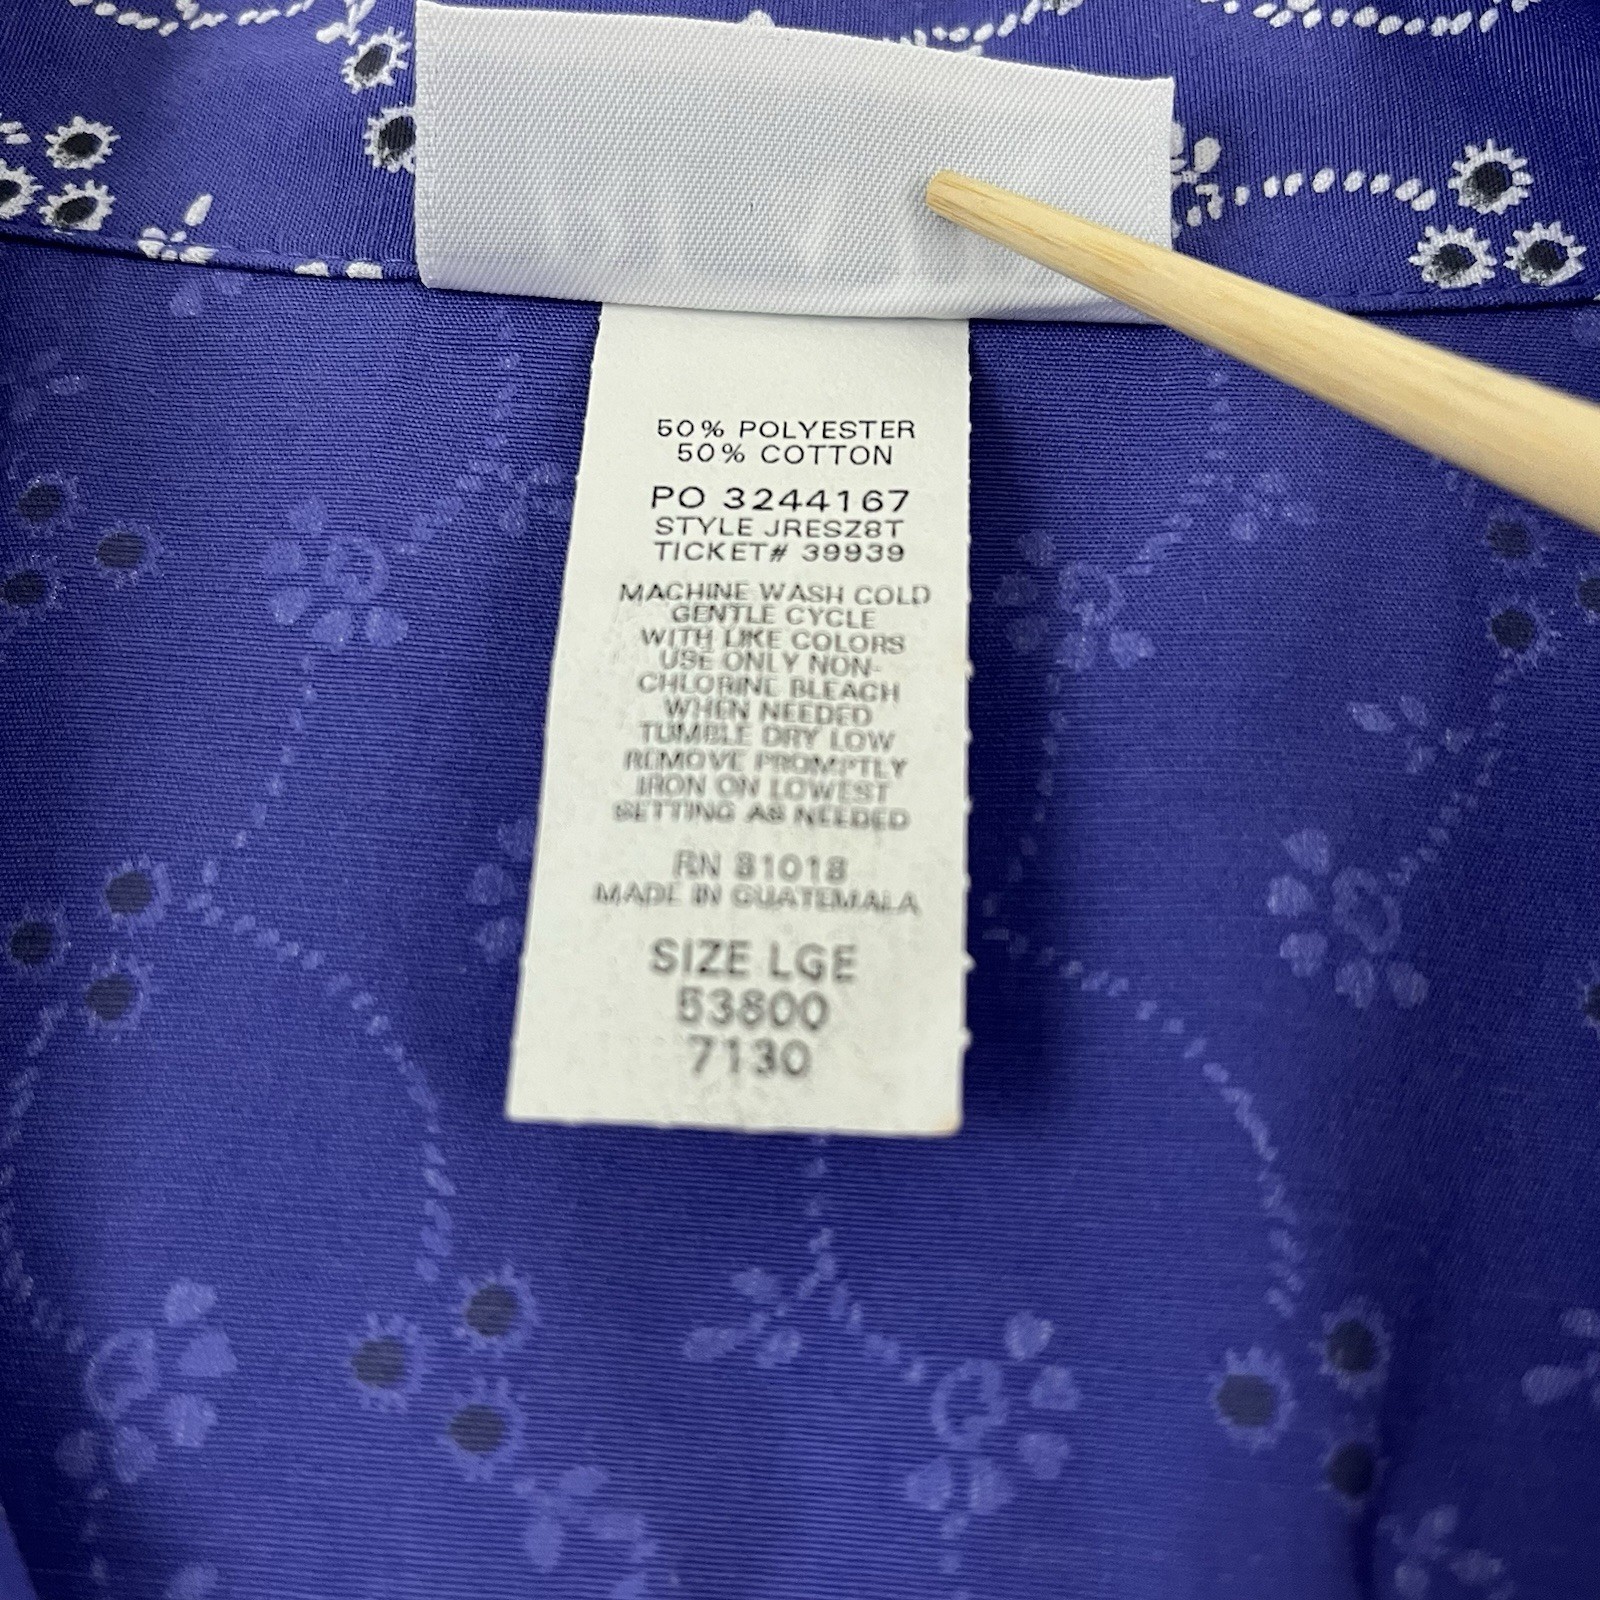 50% POLYESTER
50% COTTON
PO 3244167
STYLE JRESZ8T
TICKET# 39939
MACHINE WASH COLD
GENTLE CYCLE
WITH LIKE COLORS
USE ONLY NON-
CHLORINE BLEACH
WHEN NEEDED
TUMBLE DRY LOW
REMOVE PROMPTLY
IRON ON LOWEST
SETTING AS NEEDED
RN 81018
MADE IN GUATEMALA
SIZE LGE
53800
7130